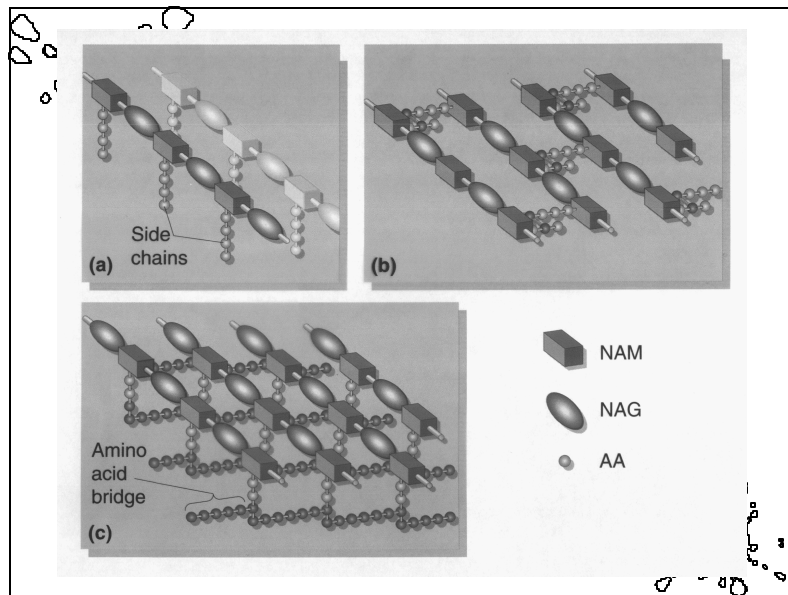 Side
chains
(a)
(b)
Amino
acid
bridge
(c)
NAM
NAG
AA